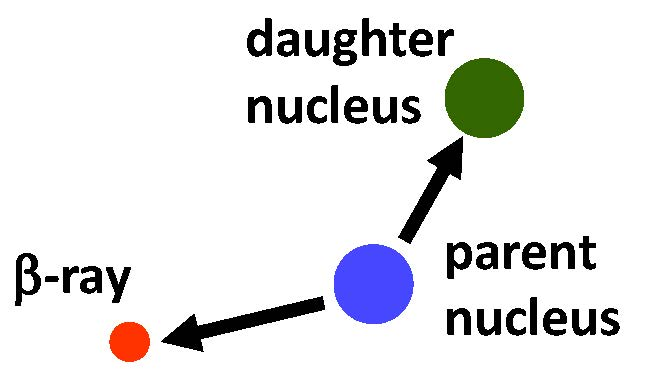 daughter
nucleus
β-ray
parent
nucleus